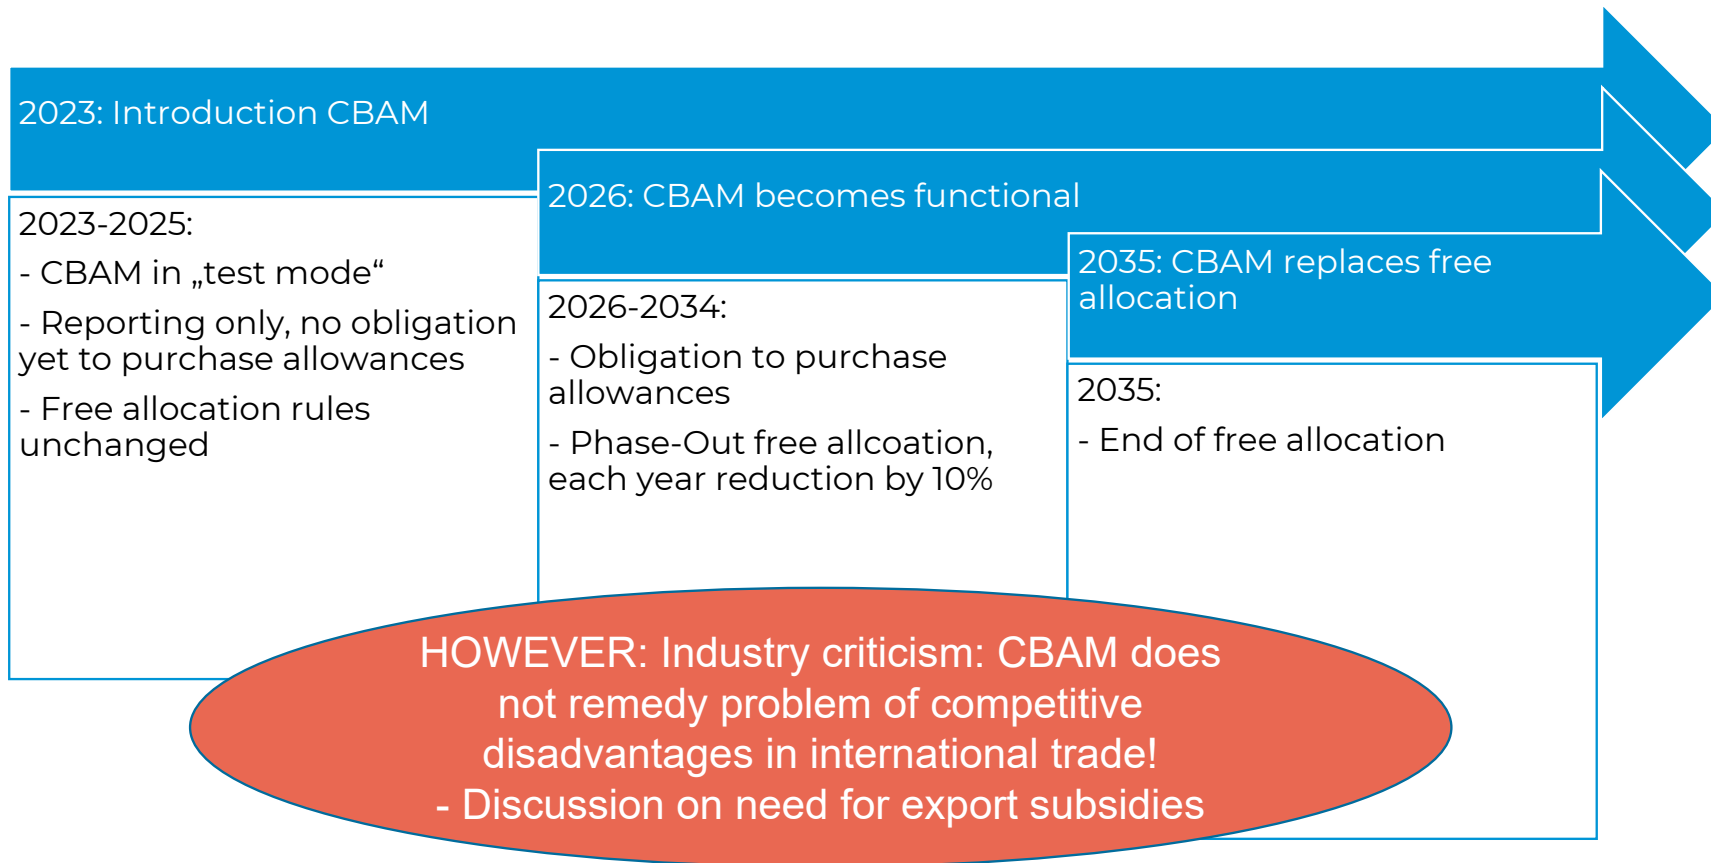 2023: Introduction CBAM
2023-2025:
- CBAM in „test mode“
- Reporting only, no obligation
yet to purchase allowances
- Free allocation rules
unchanged
2026: CBAM becomes functional
2026-2034:
- Obligation to purchase
allowances
- Phase-Out free allcoation,
each year reduction by 10%
2035: CBAM replaces free
allocation
2035:
- End of free allocation
HOWEVER: Industry criticism: CBAM does
not remedy problem of competitive
disadvantages in international trade!
- Discussion on need for export subsidies